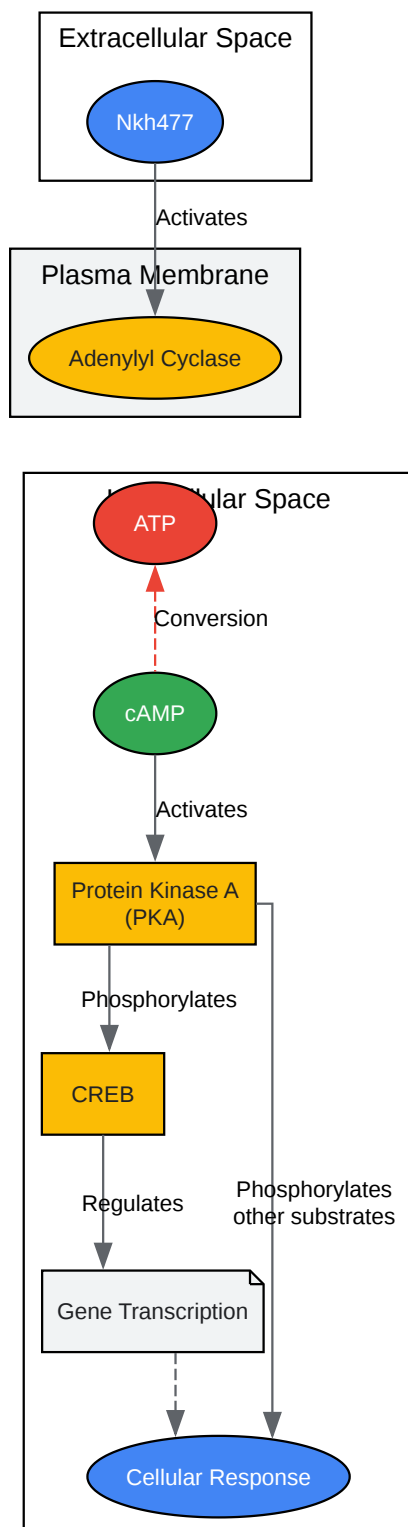 Extracellular Space
Nkh477
Activates
Plasma Membrane
Adenylyl Cyclase
Space
ATP
Conversion
cAMP
Activates
Protein Kinase A
(PKA)
Phosphorylates
CREB
Regulates
Phosphorylates
other substrates
Gene Transcription
Cellular Response